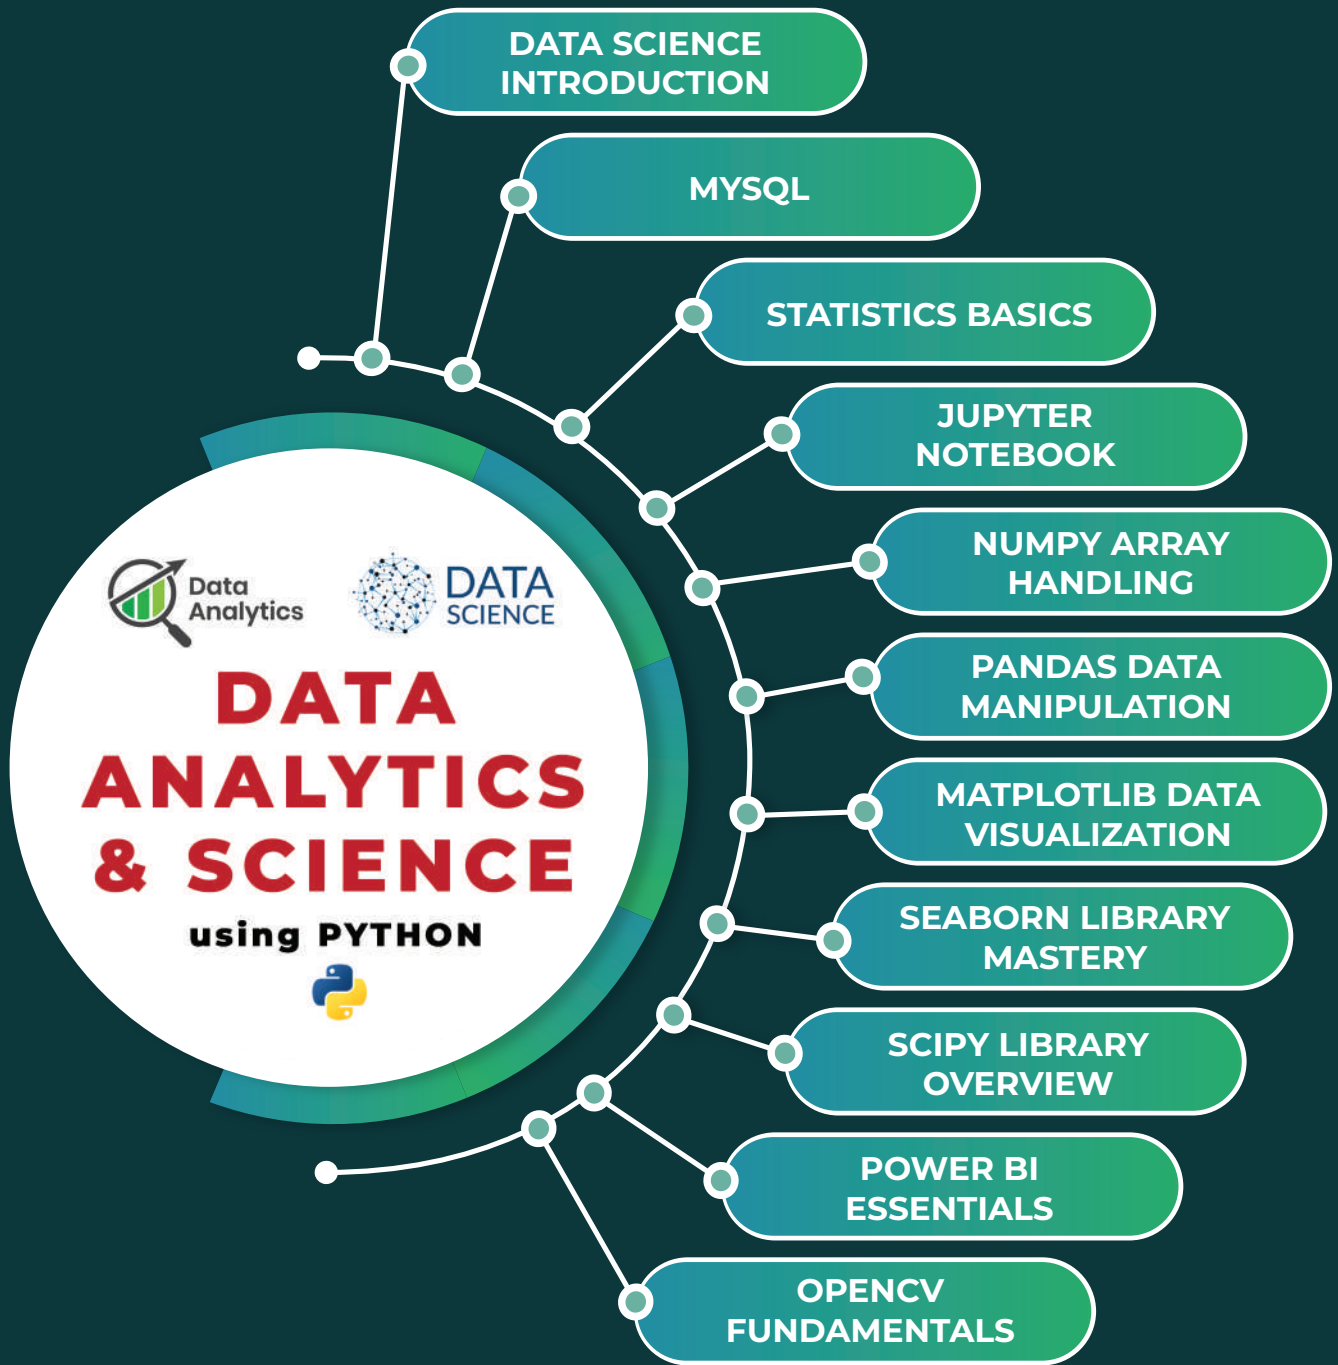 DATA SCIENCE
INTRODUCTION
MYSQL
STATISTICS BASICS
JUPYTER
NOTEBOOK
NUMPY ARRAY
HANDLING
PANDAS DATA
MANIPULATION
MATPLOTLIB DATA
VISUALIZATION
SEABORN LIBRARY
MASTERY
SCIPY LIBRARY
OVERVIEW
POWER BI
ESSENTIALS
OPENCV
FUNDAMENTALS
Data
Analytics
DATA
SCIENCE
DATA
ANALYTICS
& SCIENCE
using PYTHON